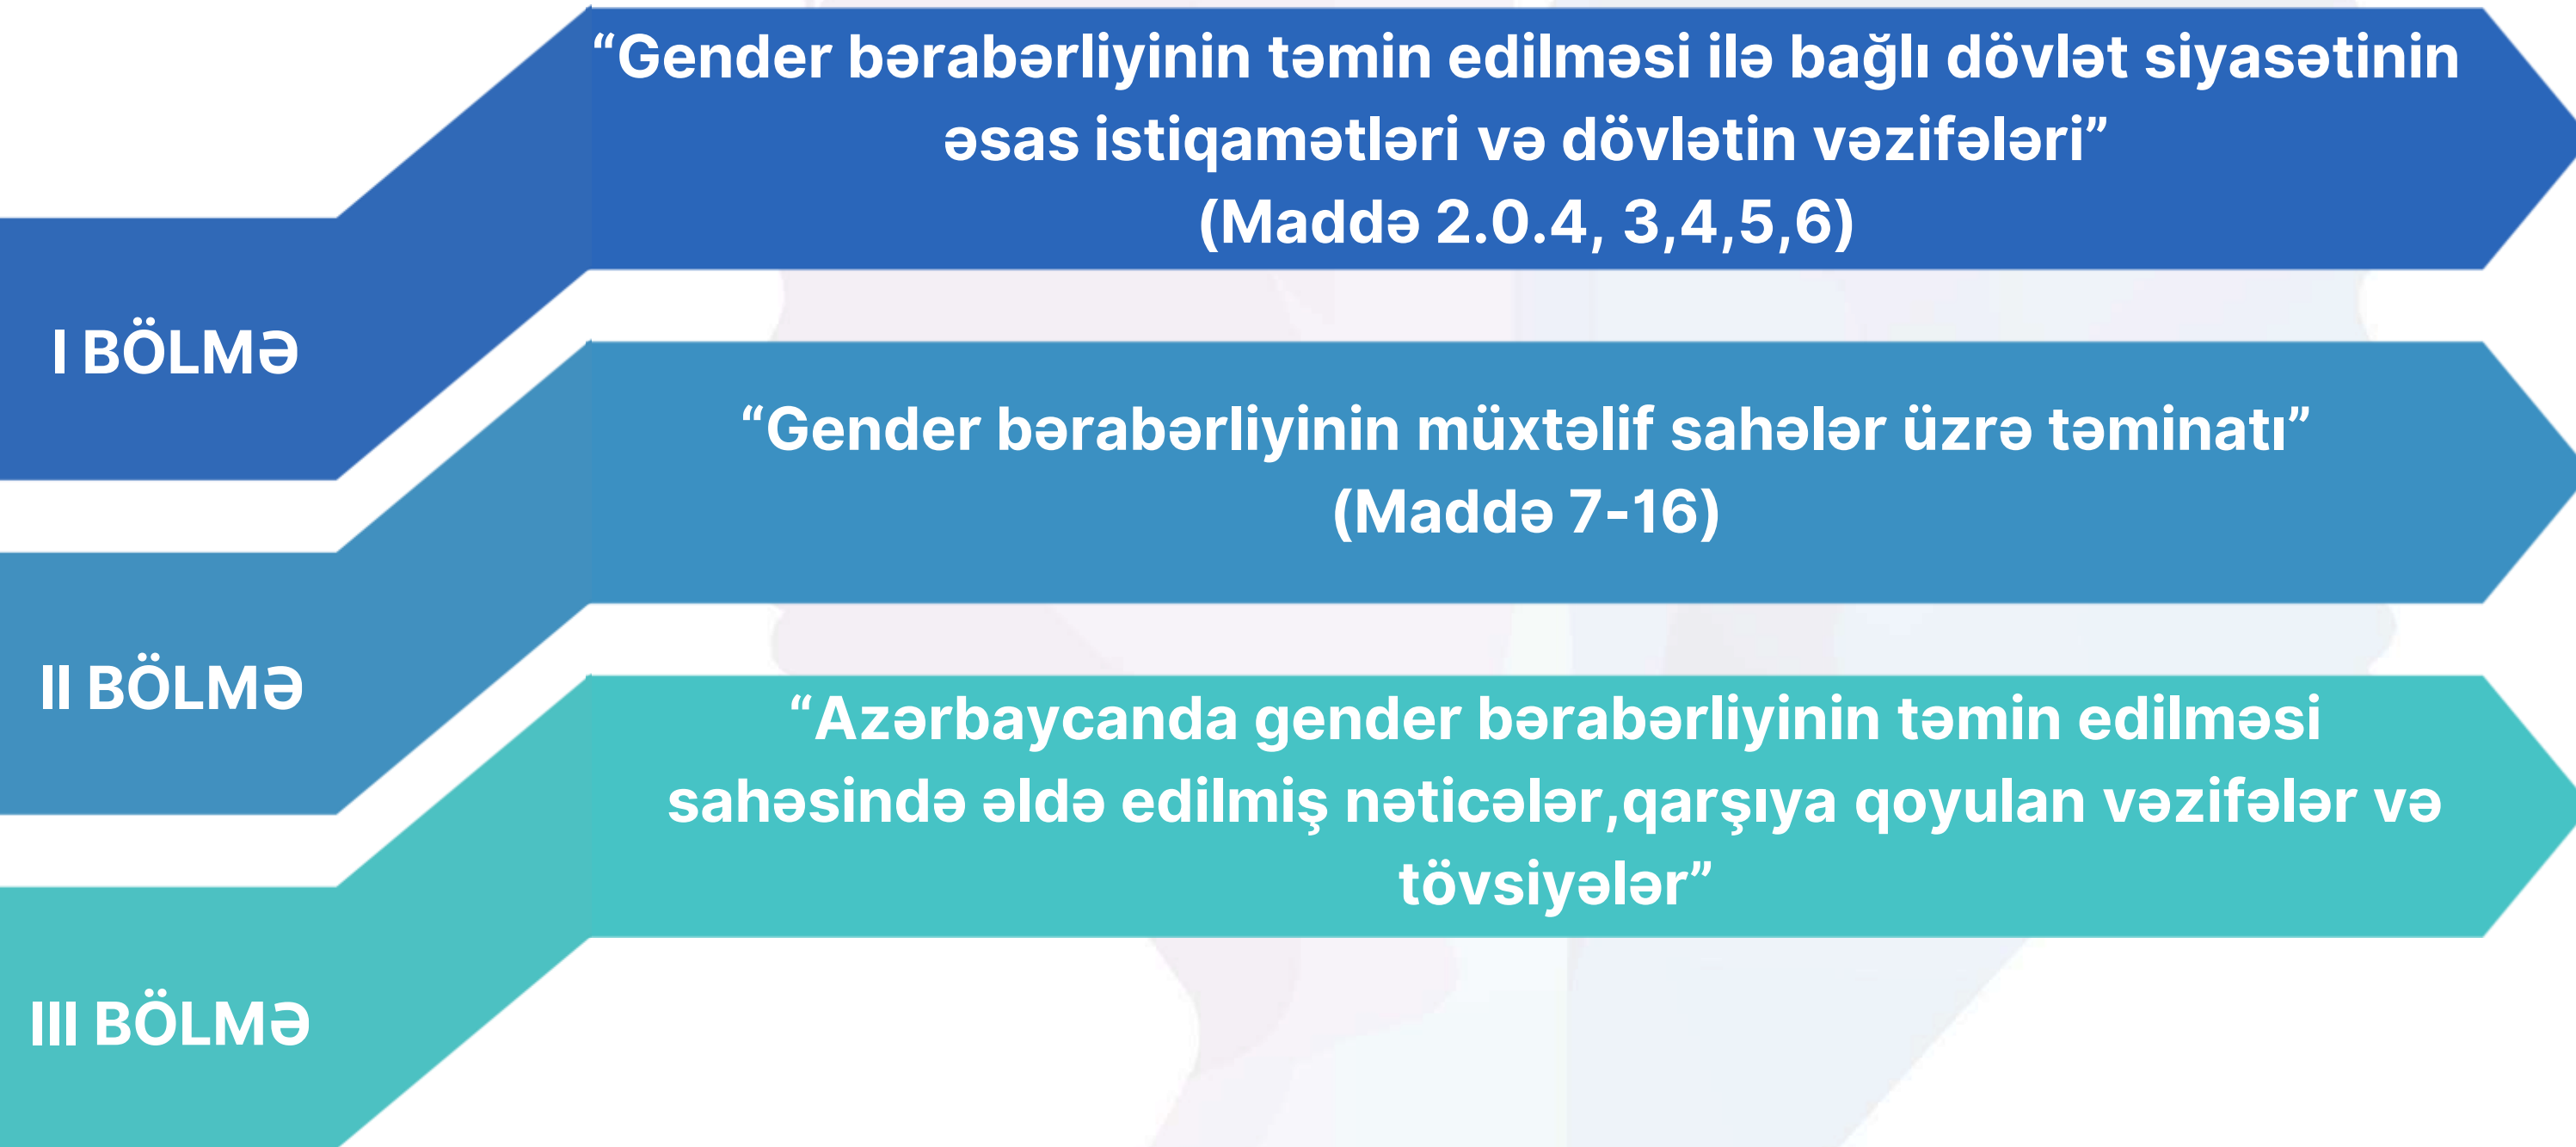 I BÖLMƏ
“Gender bərabərliyinin təmin edilməsi ilə bağlı dövlət siyasətinin
əsas istiqamətləri və dövlətin vəzifələri”
(Maddə 2.0.4, 3,4,5,6)
II BÖLMƏ
“Gender bərabərliyinin müxtəlif sahələr üzrə təminatı”
(Maddə 7-16)
III BÖLMƏ
“Azərbaycanda gender bərabərliyinin təmin edilməsi
sahəsində əldə edilmiş nəticələr,qarşıya qoyulan vəzifələr və
tövsiyələr”